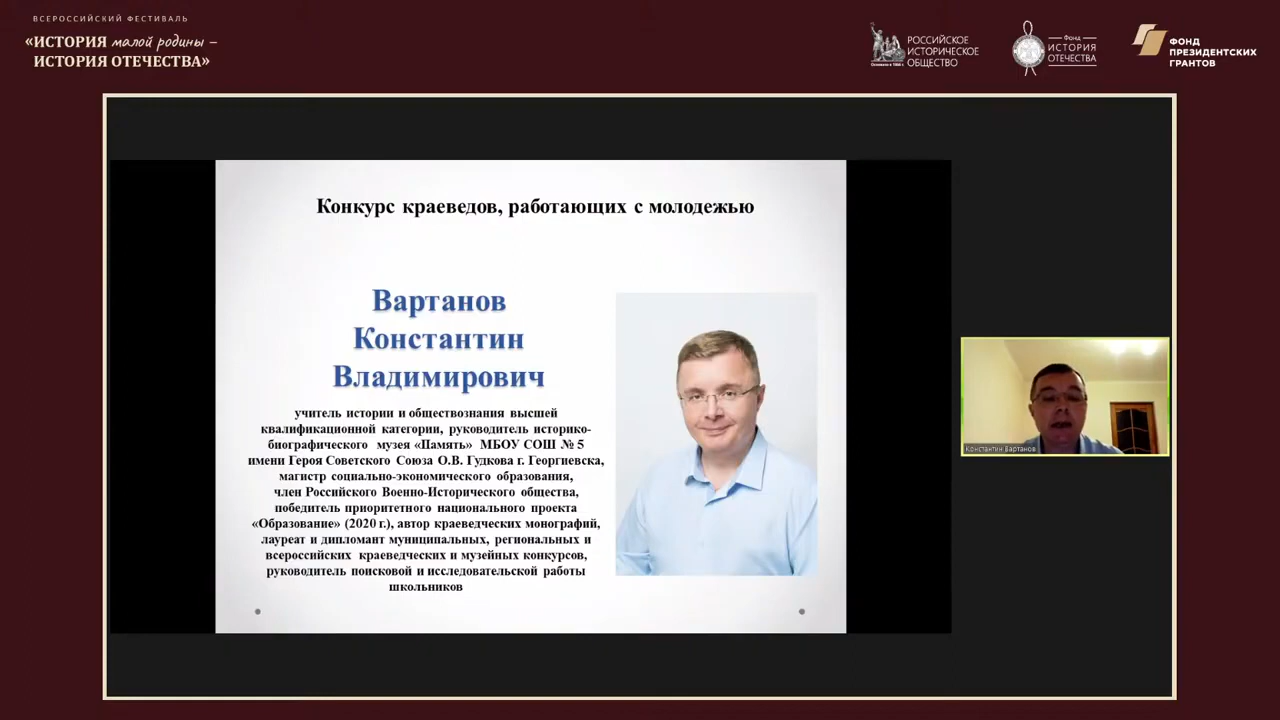 ВСЕРОССИЙСКИЙ ФЕСТИВАЛЬ
«ИСТОРИЯ малой родины –
ИСТОРИЯ ОТЕЧЕСТВА»
РОССИЙСКОЕ
ИСТОРИЧЕСКОЕ
ОБЩЕСТВО
Основано в 1866 г.
Фонд
ИСТОРИЯ
ОТЕЧЕСТВА
ФОНД
ПРЕЗИДЕНТСКИХ
ГРАНТОВ
Конкурс краеведов, работающих с молодежью
Вартанов
Константин
Владимирович
учитель истории и обществознания высшей
квалификационной категории, руководитель историко-
биографического музея «Память» МБОУ СОШ № 5
имени Героя Советского Союза О.В. Гудкова г. Георгиевска,
магистр социально-экономического образования,
член Российского Военно-Исторического общества,
победитель приоритетного национального проекта
«Образование» (2020 г.), автор краеведческих монографий,
лауреат и дипломант муниципальных, региональных и
всероссийских краеведческих и музейных конкурсов,
руководитель поисковой и исследовательской работы
школьников
Константин Вартанов